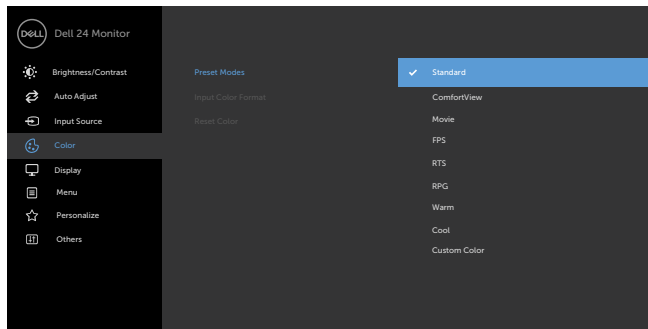 DELL Dell 24 Monitor
Brightness/Contrast
Auto Adjust
Input Source
Color
Display
Menu
Personalize
Others
Preset Modes
Input Color Format
Reset Color
Standard
ComfortView
Movie
FPS
RTS
RPG
Warm
Cool
Custom Color